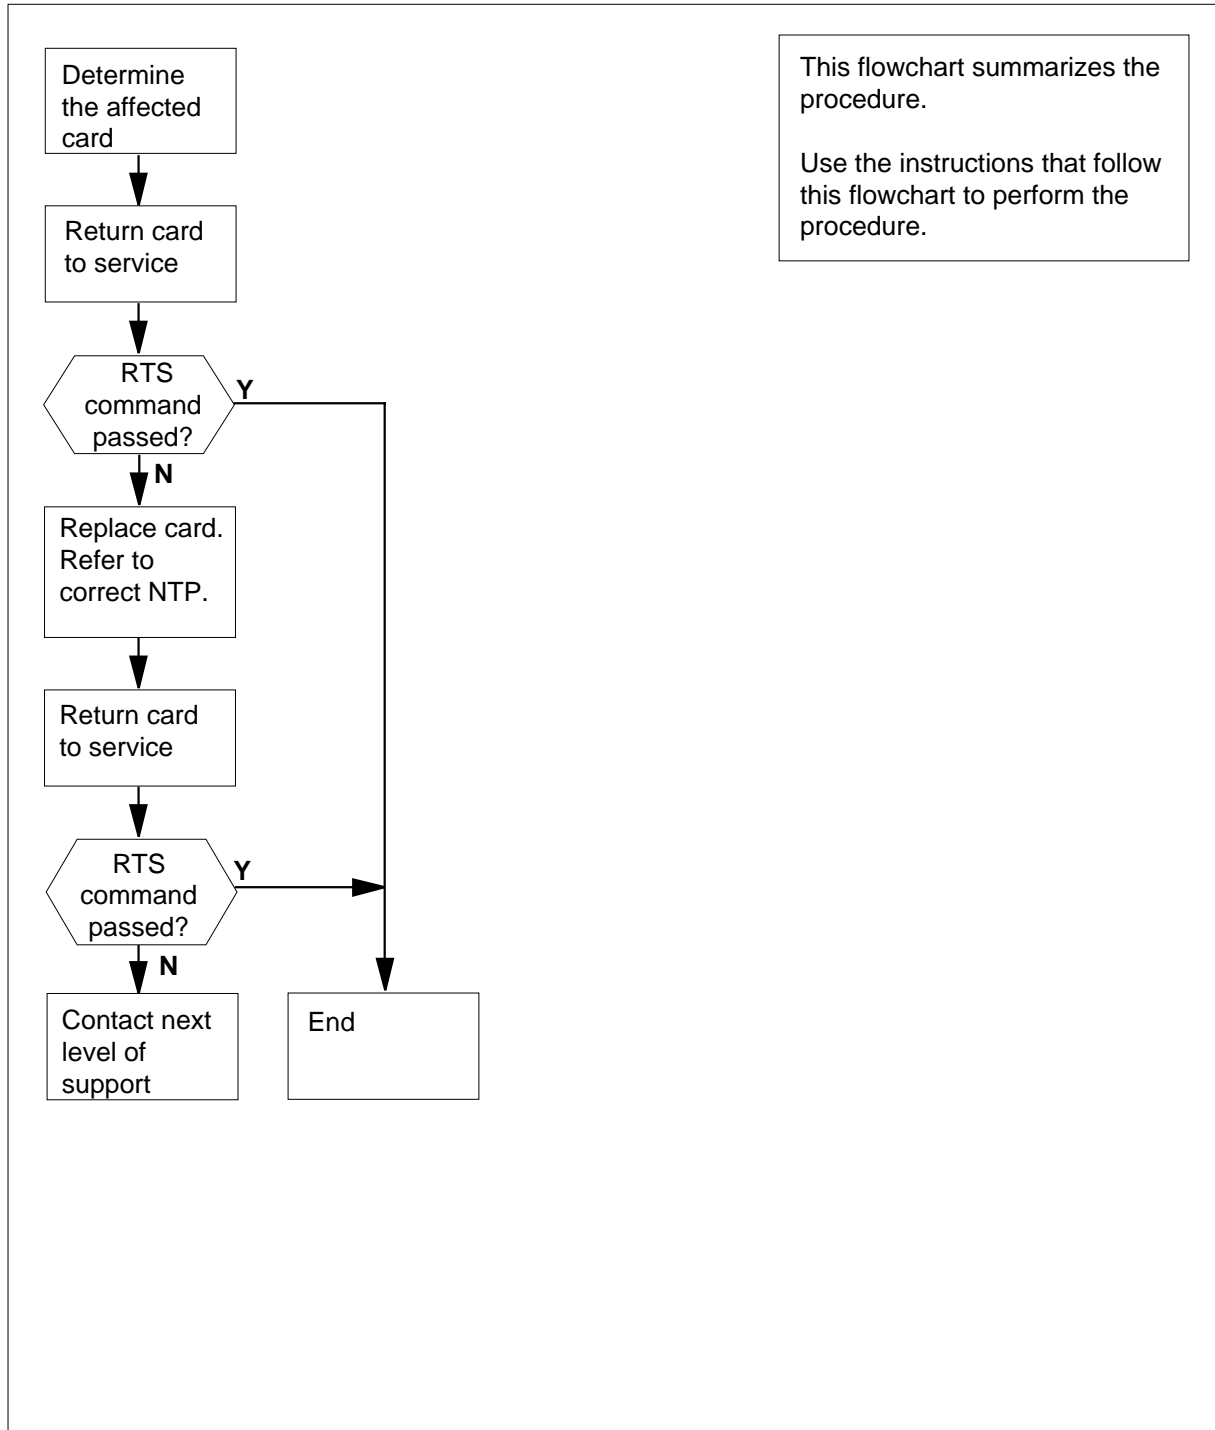 Determine
the affected
card
This flowchart summarizes the
procedure.
Use the instructions that follow
this flowchart to perform the
procedure.
Return card
to service
RTS
command
passed?
Y
N
Replace card.
Refer to
correct NTP.
Return card
to service
RTS
command
passed?
Y
N
Contact next
level of
support
End